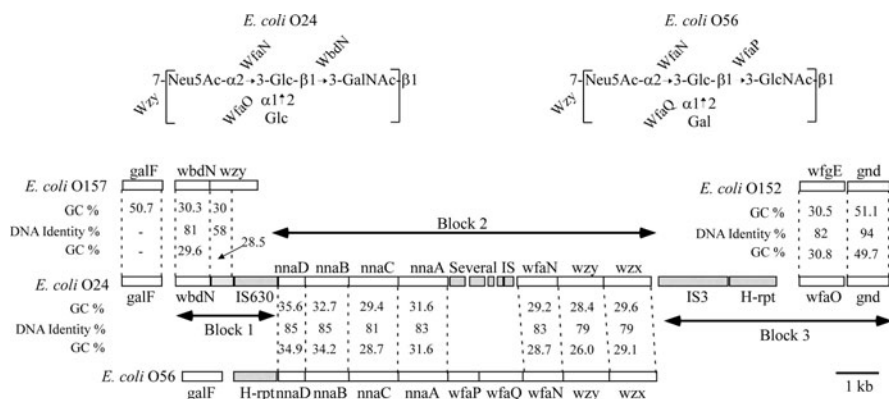 E. coli O24
E. coli O56
WfaN
WbdN
WfaN
WfaP
7-Neu5Ac-α2→3-Glc-β1→3-GalNAc-β1
7-Neu5Ac-α2→3-Glc-β1→3-GlcNAc-β1
Wzy
WfaO
α1↑2
Glc
Wzy
WfaQ
α1↑2
Gal
galF
wbdN
wzy
wfgE
gnd
E. coli O157
E. coli O152
GC %
50.7
30.3
30
GC %
30.5
51.1
DNA Identity %
-
81
58
Block 2
DNA Identity %
82
94
GC %
-
29.6
28.5
GC %
30.8
49.7
nnaD
nnaB
nnaC
nnaA
Several IS
wfaN
wzy
wzx
E. coli O24
galF
wbdN
IS630
IS3
H-rpt
wfaO
gnd
GC %
35.6
32.7
29.4
31.6
29.2
28.4
29.6
Block 1
Block 3
DNA Identity %
85
85
81
83
83
79
79
GC %
34.9
34.2
28.7
31.6
28.7
26.0
29.1
E. coli O56
1 kb
galF
H-rpt
nnaD
nnaB
nnaC
nnaA
wfaP
wfaQ
wfaN
wzy
wzx